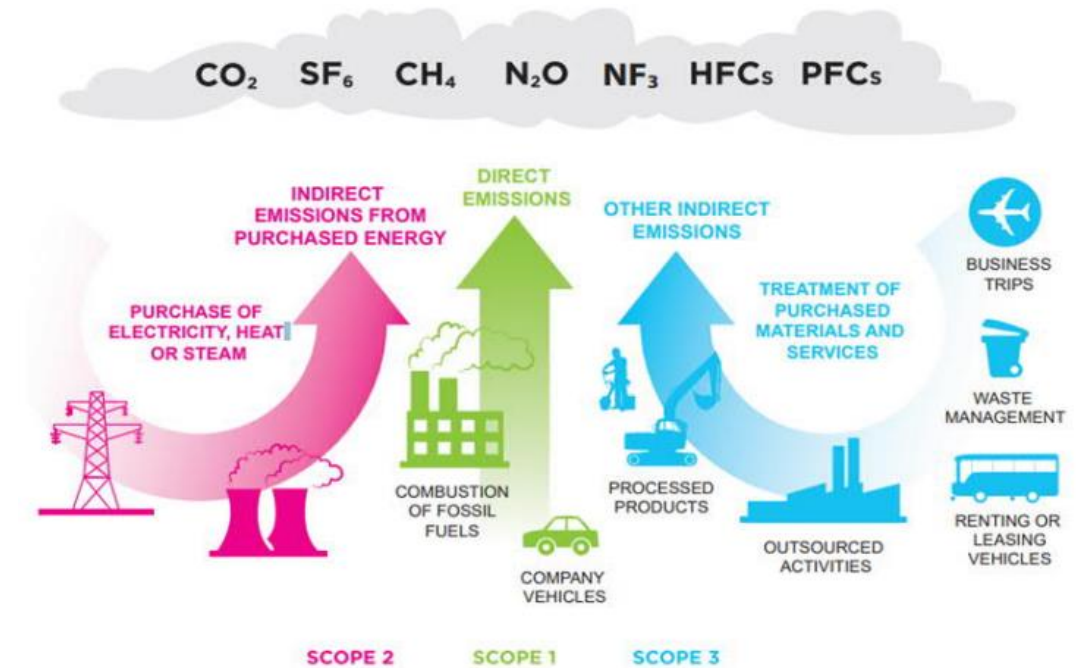 CO₂ SF₆ CH₄ N₂O NF₃ HFCs PFCs
INDIRECT
EMISSIONS FROM
PURCHASED ENERGY
DIRECT
EMISSIONS
OTHER INDIRECT
EMISSIONS
PURCHASE OF
ELECTRICITY, HEAT
OR STEAM
TREATMENT OF
PURCHASED
MATERIALS AND
SERVICES
BUSINESS
TRIPS
WASTE
MANAGEMENT
COMBUSTION
OF FOSSIL
FUELS
COMPANY
VEHICLES
PROCESSED
PRODUCTS
OUTSOURCED
ACTIVITIES
RENTING OR
LEASING
VEHICLES
SCOPE 2
SCOPE 1
SCOPE 3